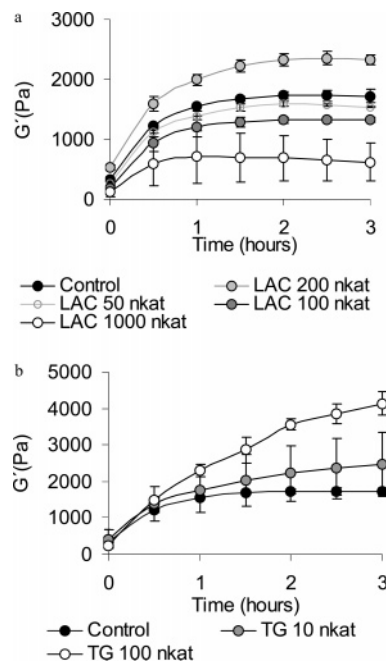 a
3000
2000
1000
0
G´(Pa)
0 1 2 3
Time (hours)
Control LAC 200 nkat
LAC 50 nkat LAC 100 nkat
LAC 1000 nkat
b
5000
4000
3000
2000
1000
0
G´(Pa)
0 1 2 3
Time (hours)
Control TG 10 nkat
TG 100 nkat